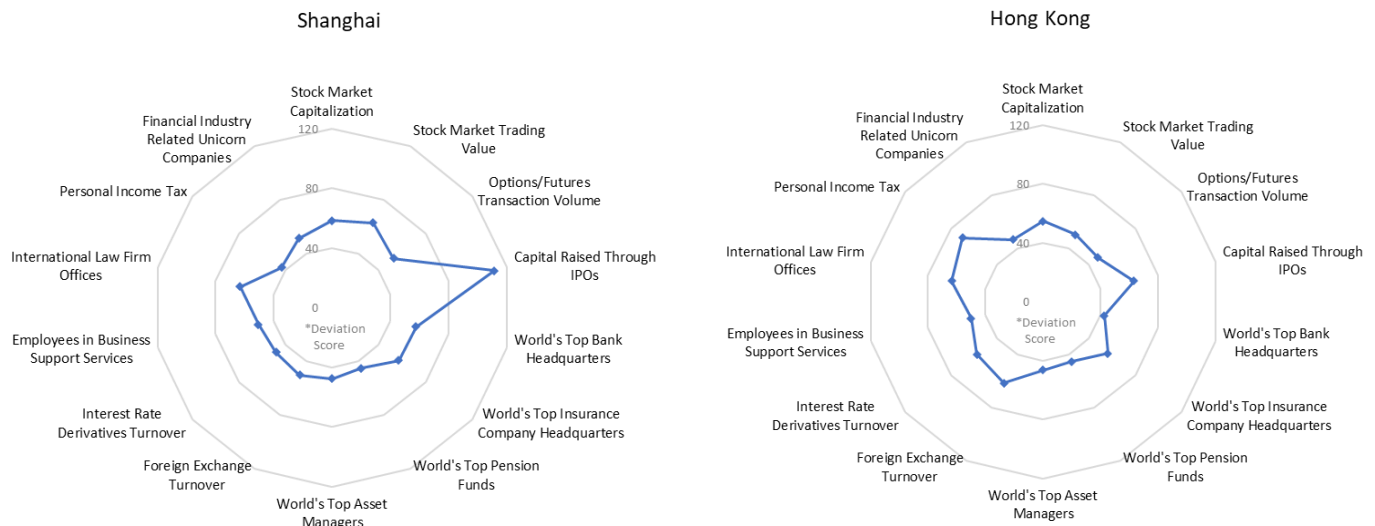 Shanghai
Stock Market
Capitalization
120
80
40
0
*Deviation
Score
Stock Market Trading
Value
Options/Futures
Transaction Volume
Capital Raised Through
IPOs
World's Top Bank
Headquarters
World's Top Insurance
Company Headquarters
World's Top Pension
Funds
World's Top Asset
Managers
Foreign Exchange
Turnover
Interest Rate
Derivatives Turnover
Employees in Business
Support Services
International Law Firm
Offices
Personal Income Tax
Financial Industry
Related Unicorn
Companies
Hong Kong
Stock Market
Capitalization
120
80
40
0
*Deviation
Score
Stock Market Trading
Value
Options/Futures
Transaction Volume
Capital Raised Through
IPOs
World's Top Bank
Headquarters
World's Top Insurance
Company Headquarters
World's Top Pension
Funds
World's Top Asset
Managers
Foreign Exchange
Turnover
Interest Rate
Derivatives Turnover
Employees in Business
Support Services
International Law Firm
Offices
Personal Income Tax
Financial Industry
Related Unicorn
Companies